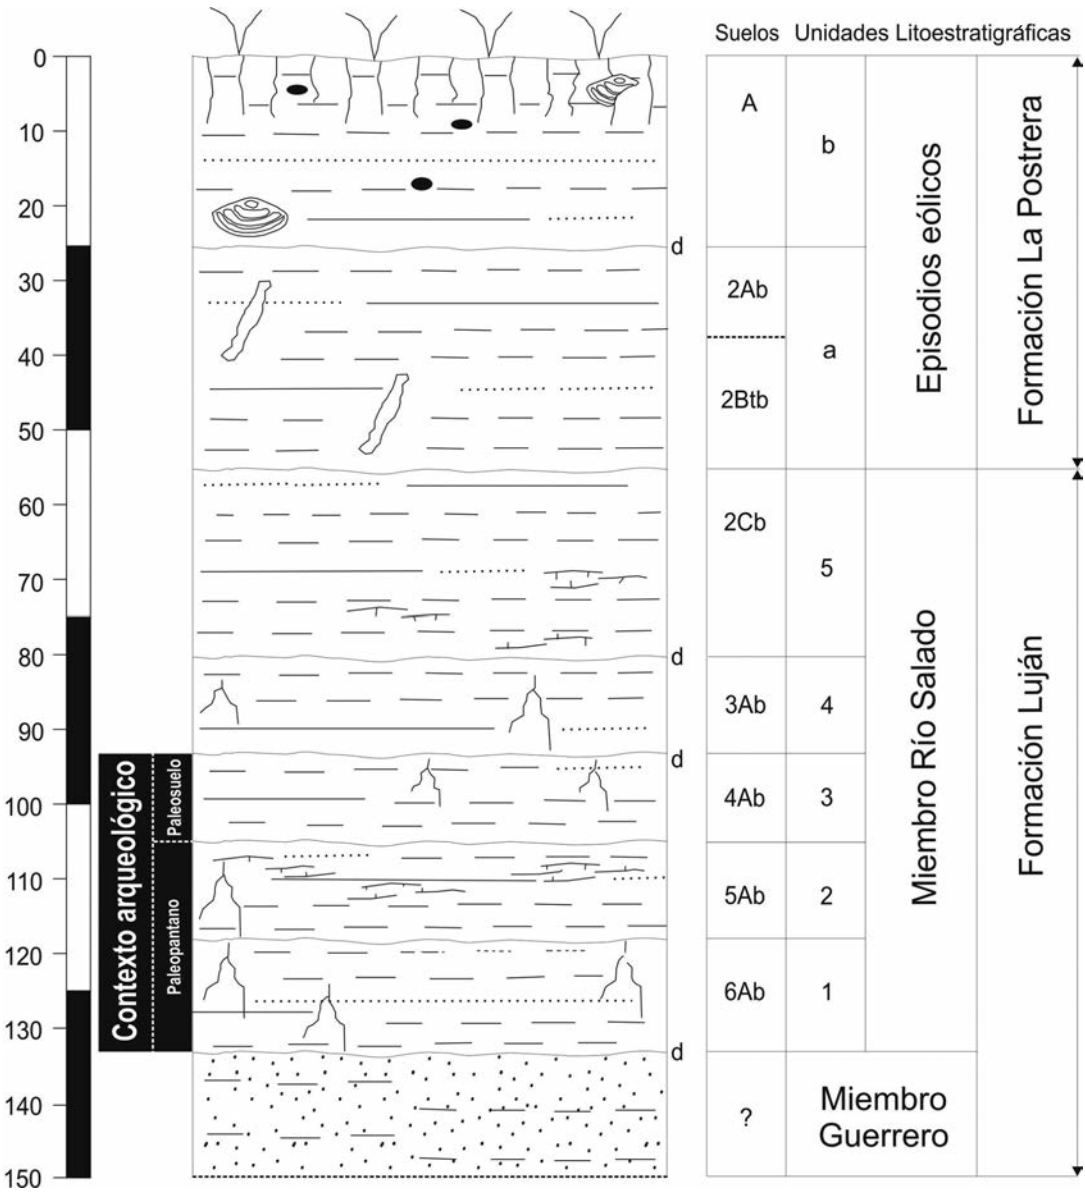 Suelos Unidades Litoestratigráficas
0
10
20
30
40
50
60
70
80
90
100
110
120
130
140
150
Contexto arqueológico
Paleosuelo
Paleopantano
d
d
d
d
A
2Ab
2Btb
2Cb
3Ab
4Ab
5Ab
6Ab
?
b
a
5
4
3
2
1
Episodios eólicos
Miembro Río Salado
Miembro
Guerrero
Formación La Postrera
Formación Luján